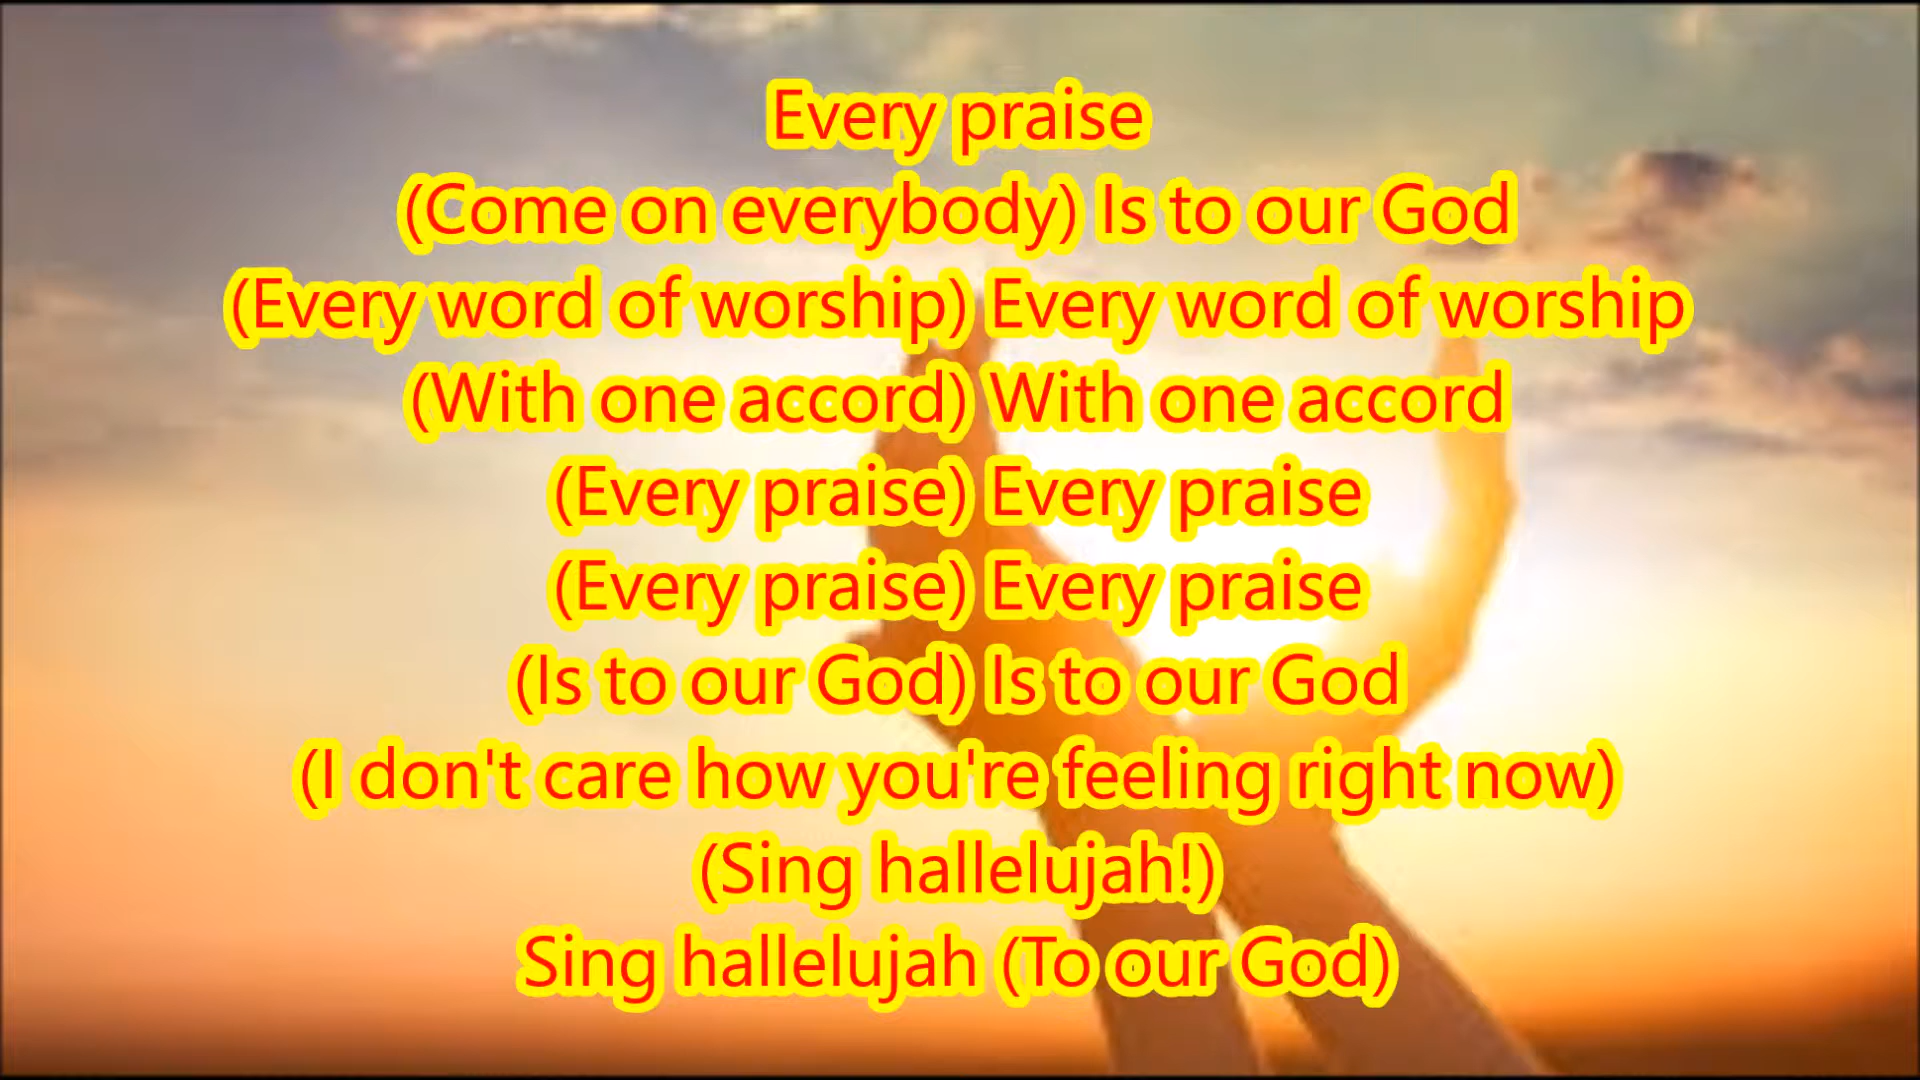 Every praise
(Come on everybody) Is to our God
(Every word of worship) Every word of worship
(With one accord) With one accord
(Every praise) Every praise
(Every praise) Every praise
(Is to our God) Is to our God
(I don't care how you're feeling right now)
(Sing hallelujah!)
Sing hallelujah (To our God)